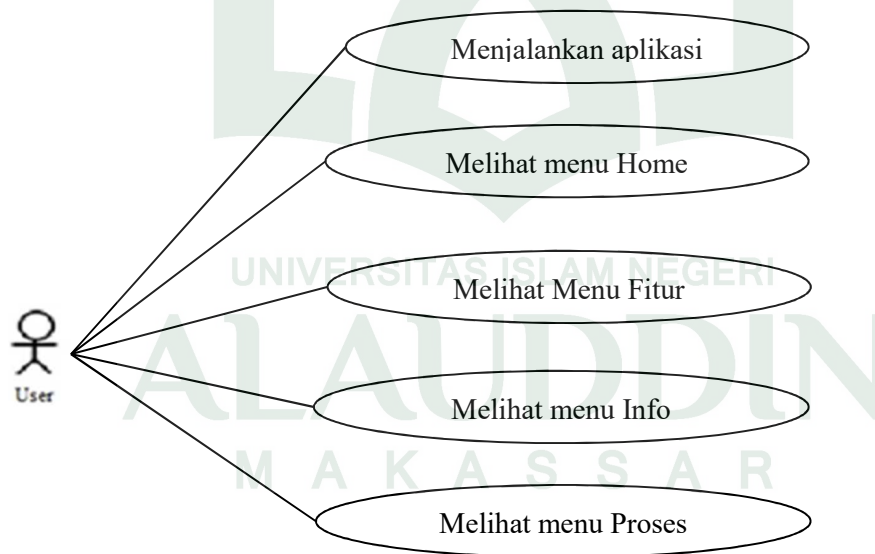 Menjalankan aplikasi
Melihat menu Home
UNIVERSITAS ISLAM NEGERI
Melihat Menu Fitur
User
ALAUDDIN
Melihat menu Info
MAKASSAR
Melihat menu Proses